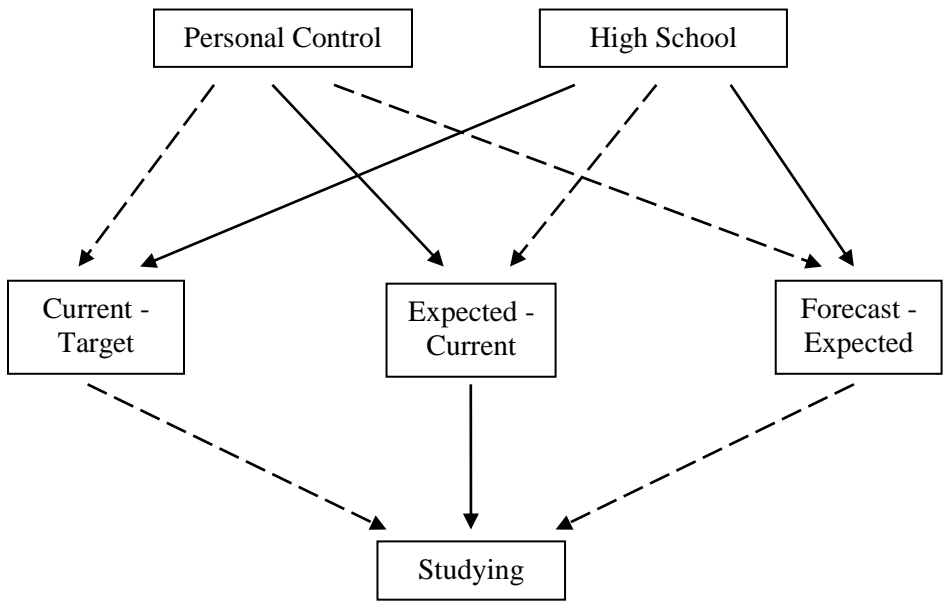 Personal Control
High School
Current -
Target
Expected -
Current
Forecast -
Expected
Studying